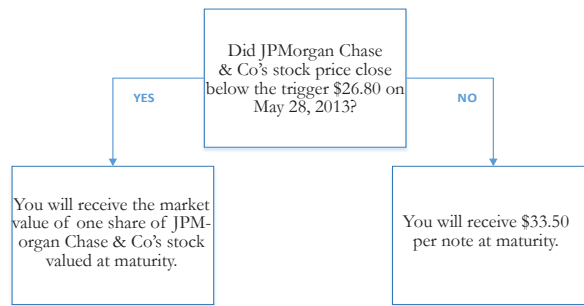 Did JPMorgan Chase
& Co's stock price close
below the trigger $26.80 on
May 28, 2013?
YES
NO
You will receive the market
value of one share of JPM-
organ Chase & Co's stock
valued at maturity.
You will receive $33.50
per note at maturity.